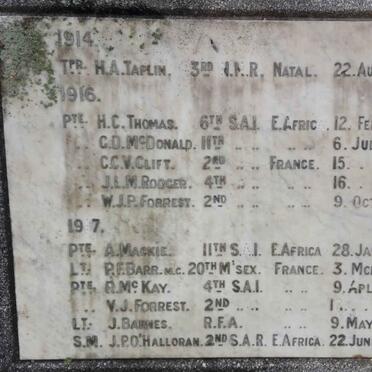 1914.
TPR. H.A. TAPLIN. 3RD I.L.R. NATAL. 22. AU
1916.
PTE. H.C. THOMAS. 6TH S.A.I. E.AFRIC 12. FE
.. C.D. McDONALD. 11TH .. .. .. 6. JUL
.. C.C.V. CLIFT. 2ND .. .. FRANCE. 15.
.. J.L.M. RODGER. 4TH .. .. .. 16.
.. W.J.P. FORREST. 2ND .. .. .. 9. OCT
1917.
PTE. A. MACKIE. 11TH S.A.I. E.AFRICA 28. JA
LT. P.F. BARR. M.C. 20TH M'SEX. FRANCE. 3. MC
PTE. R. McKAY. 4TH S.A.I. .. .. 9. APL
.. V.J. FORREST. 2ND .. .. .. .. 1.
LT. J. BARNES. R.F.A. .. .. 9. MAY
S.M. J.P. O'HALLORAN. 2ND S.A.R. E.AFRICA. 22. JUN